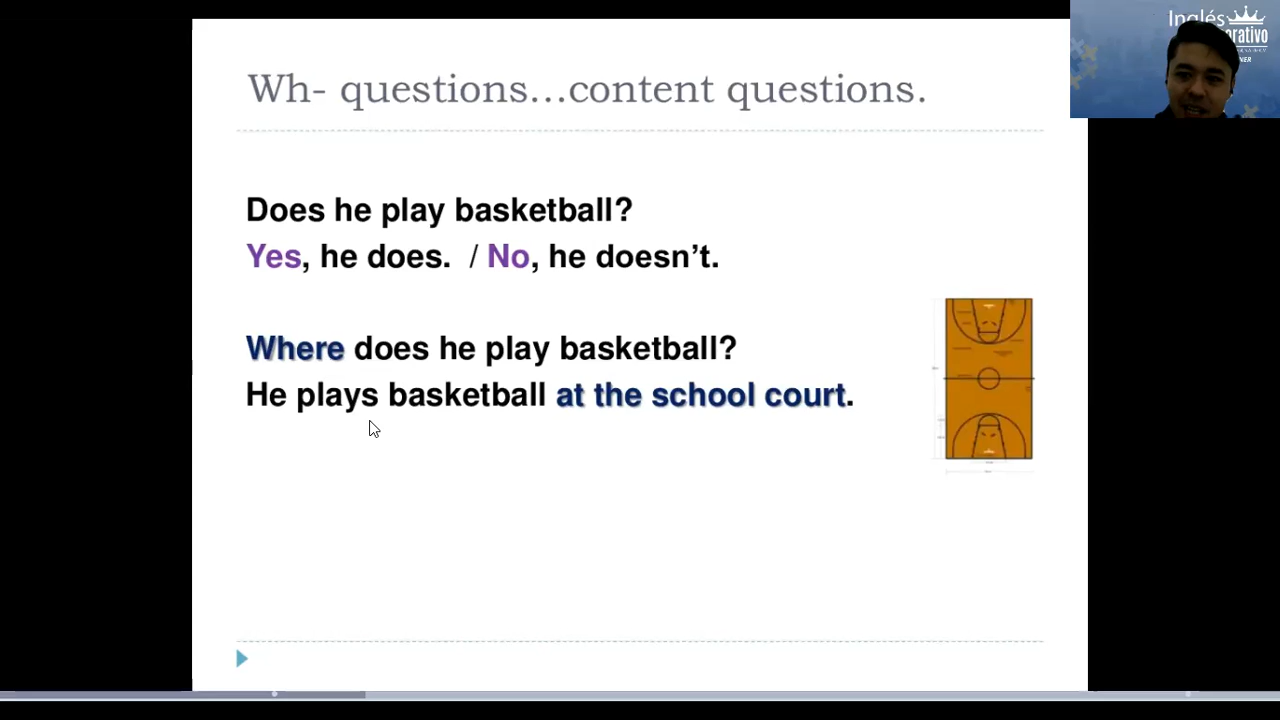 Wh- questions...content questions.
Does he play basketball?
Yes, he does. / No, he doesn't.
Where does he play basketball?
He plays basketball at the school court.
Inglés